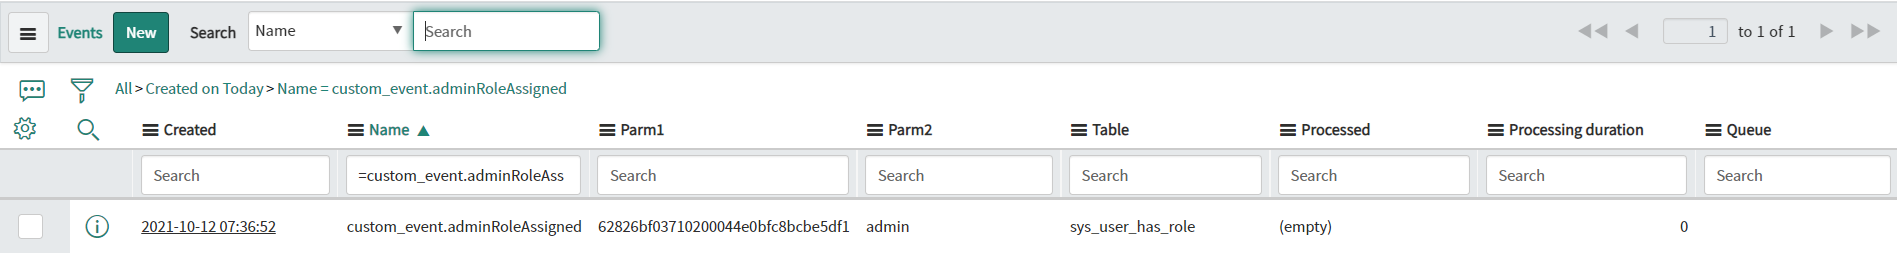 Events New Search Name Search 1 to 1 of 1
All > Created on Today > Name = custom_event.adminRoleAssigned
Created Name Parm1 Parm2 Table Processed Processing duration Queue
Search =custom_event.adminRoleAss Search Search Search Search Search Search
2021-10-12 07:36:52 custom_event.adminRoleAssigned 62826bf03710200044e0bfc8bcbe5df1 admin sys_user_has_role (empty) 0